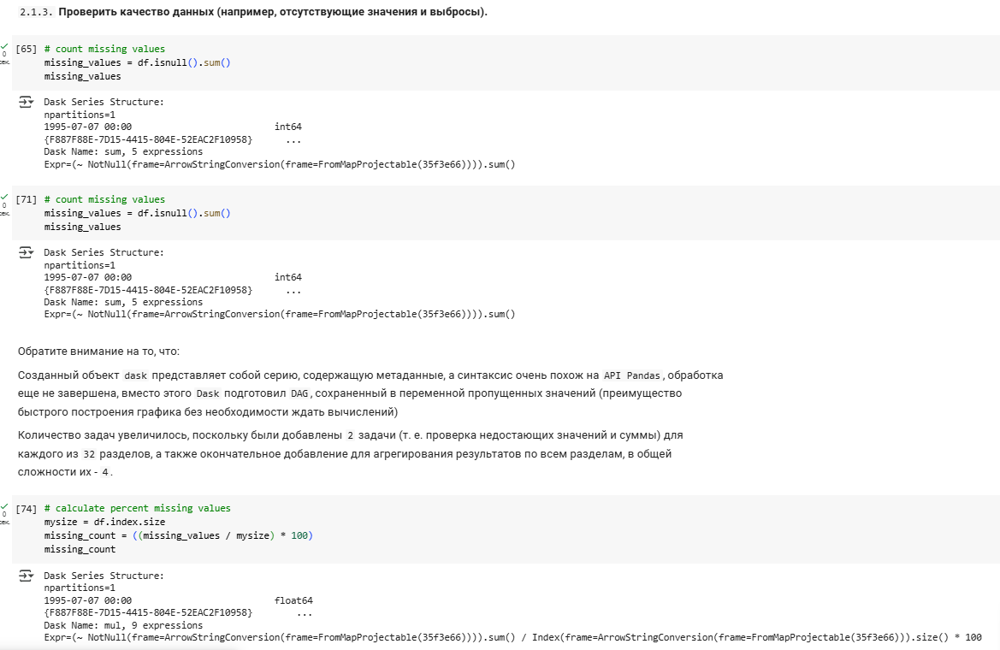 2.1.3. Проверить качество данных (например, отсутствующие значения и выбросы).
[65] # count missing values
missing_values = df.isnull().sum()
missing_values
Dask Series Structure:
npartitions=1
1995-07-07 00:00 int64
{F887F88E-7D15-4415-804E-52EAC2F10958} ...
Dask Name: sum, 5 expressions
Expr=(~ NotNull(frame=ArrowStringConversion(frame=FromMapProjectable(35f3e66)))).sum()
[71] # count missing values
missing_values = df.isnull().sum()
missing_values
Dask Series Structure:
npartitions=1
1995-07-07 00:00 int64
{F887F88E-7D15-4415-804E-52EAC2F10958} ...
Dask Name: sum, 5 expressions
Expr=(~ NotNull(frame=ArrowStringConversion(frame=FromMapProjectable(35f3e66)))).sum()
Обратите внимание на то, что:
Созданный объект dask представляет собой серию, содержащую метаданные, а синтаксис очень похож на API Pandas, обработка
еще не завершена, вместо этого Dask подготовил DAG, сохраненный в переменной пропущенных значений (преимущество
быстрого построения графика без необходимости ждать вычислений)
Количество задач увеличилось, поскольку были добавлены 2 задачи (т. е. проверка недостающих значений и суммы) для
каждого из 32 разделов, а также окончательное добавление для агрегирования результатов по всем разделам, в общей
сложности их - 4.
[74] # calculate percent missing values
mysize = df.index.size
missing_count = ((missing_values / mysize) * 100)
missing_count
Dask Series Structure:
npartitions=1
1995-07-07 00:00 float64
{F887F88E-7D15-4415-804E-52EAC2F10958} ...
Dask Name: mul, 9 expressions
Expr=(~ NotNull(frame=ArrowStringConversion(frame=FromMapProjectable(35f3e66)))).sum() / Index(frame=ArrowStringConversion(frame=FromMapProjectable(35f3e66))).size() * 100